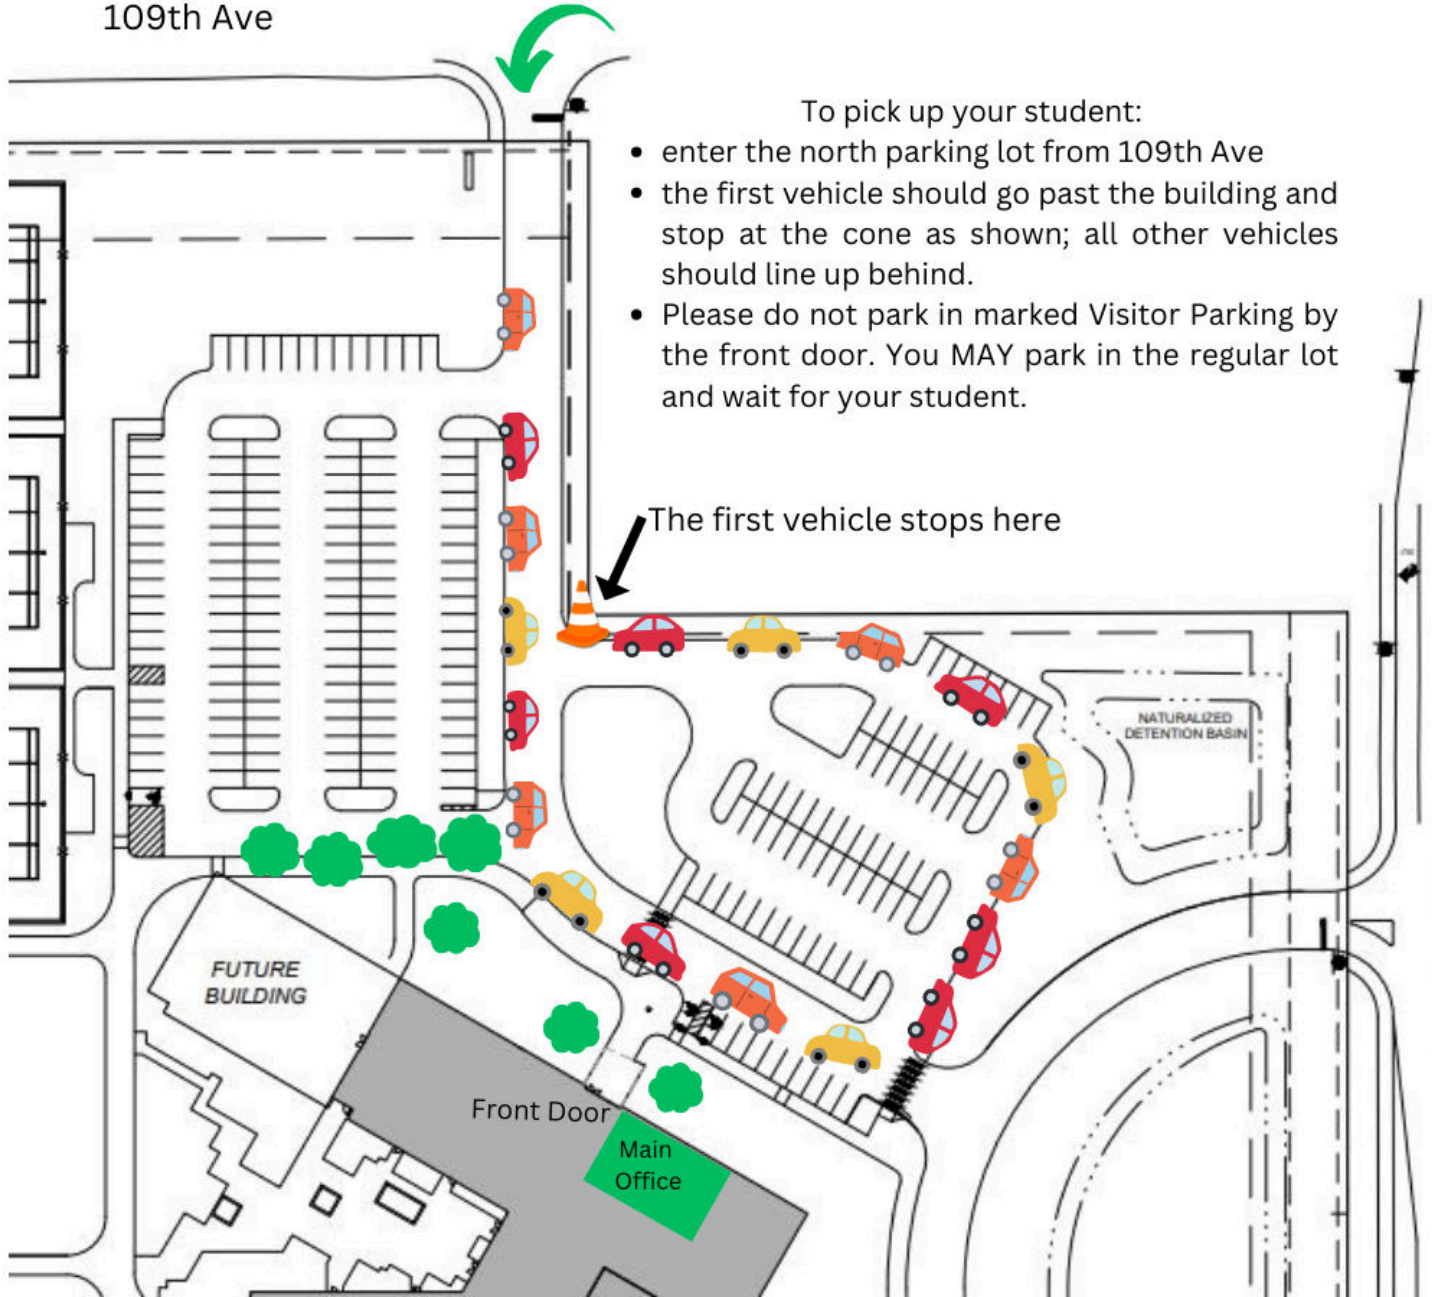 109th Ave
To pick up your student:
• enter the north parking lot from 109th Ave
• the first vehicle should go past the building and
stop at the cone as shown; all other vehicles
should line up behind.
• Please do not park in marked Visitor Parking by
the front door. You MAY park in the regular lot
and wait for your student.
The first vehicle stops here
NATURALIZED
DETENTION BASIN
FUTURE
BUILDING
Front Door
Main
Office